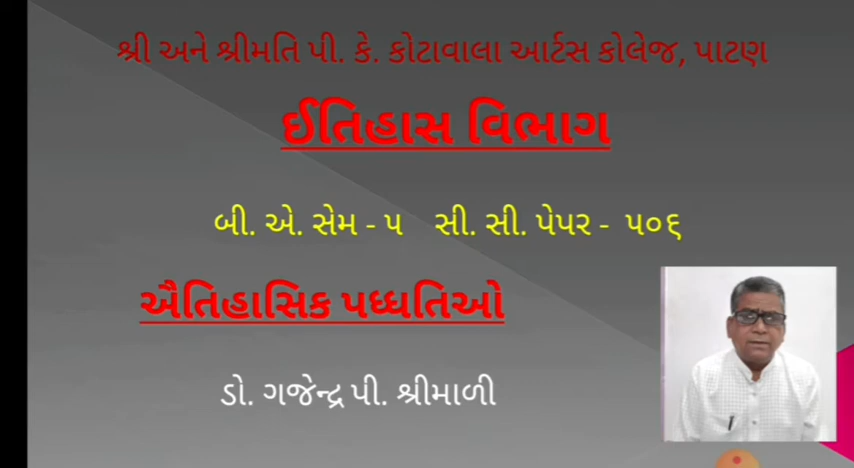 શ્રી અને શ્રીમતિ પી. કે. કોટાવાલા આર્ટસ કોલેજ, પાટણ
ઈતિહાસ વિભાગ
બી. એ. સેમ - ૫ સી. સી. પેપર - ૫૦૬
ઐતિહાસિક પધ્ધતિઓ
ડો. ગજેન્દ્ર પી. શ્રીમાળી